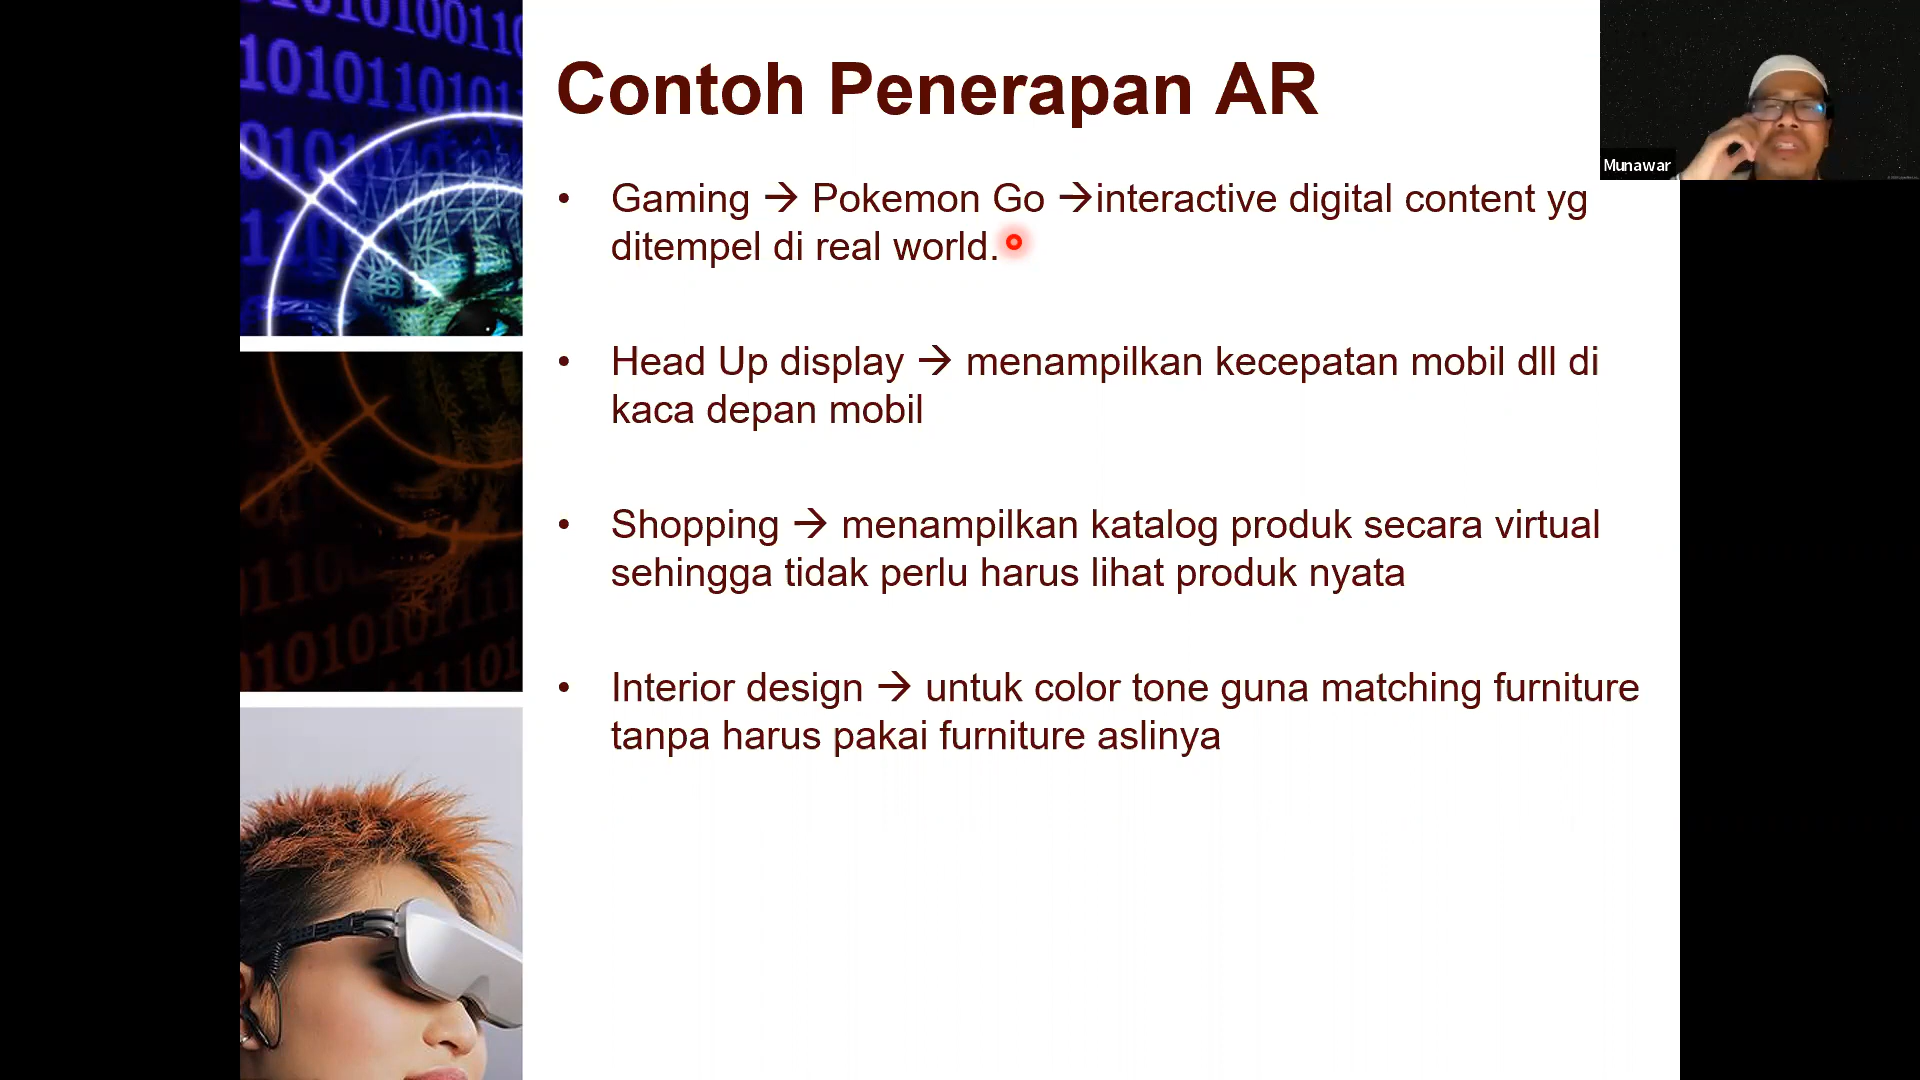 Contoh Penerapan AR
Munawar
• Gaming → Pokemon Go →interactive digital content yg
ditempel di real world.
• Head Up display → menampilkan kecepatan mobil dll di
kaca depan mobil
• Shopping → menampilkan katalog produk secara virtual
sehingga tidak perlu harus lihat produk nyata
• Interior design → untuk color tone guna matching furniture
tanpa harus pakai furniture aslinya